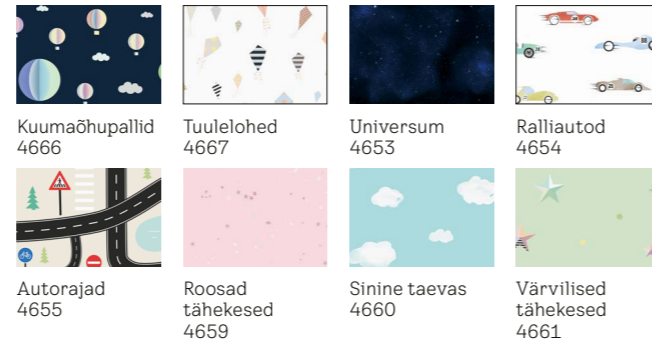 Kuumaõhupallid
4666
Tuulelohed
4667
Universum
4653
Ralliautod
4654
Autorajad
4655
Roosad
tähekesed
4659
Sinine taevas
4660
Värvilised
tähekesed
4661